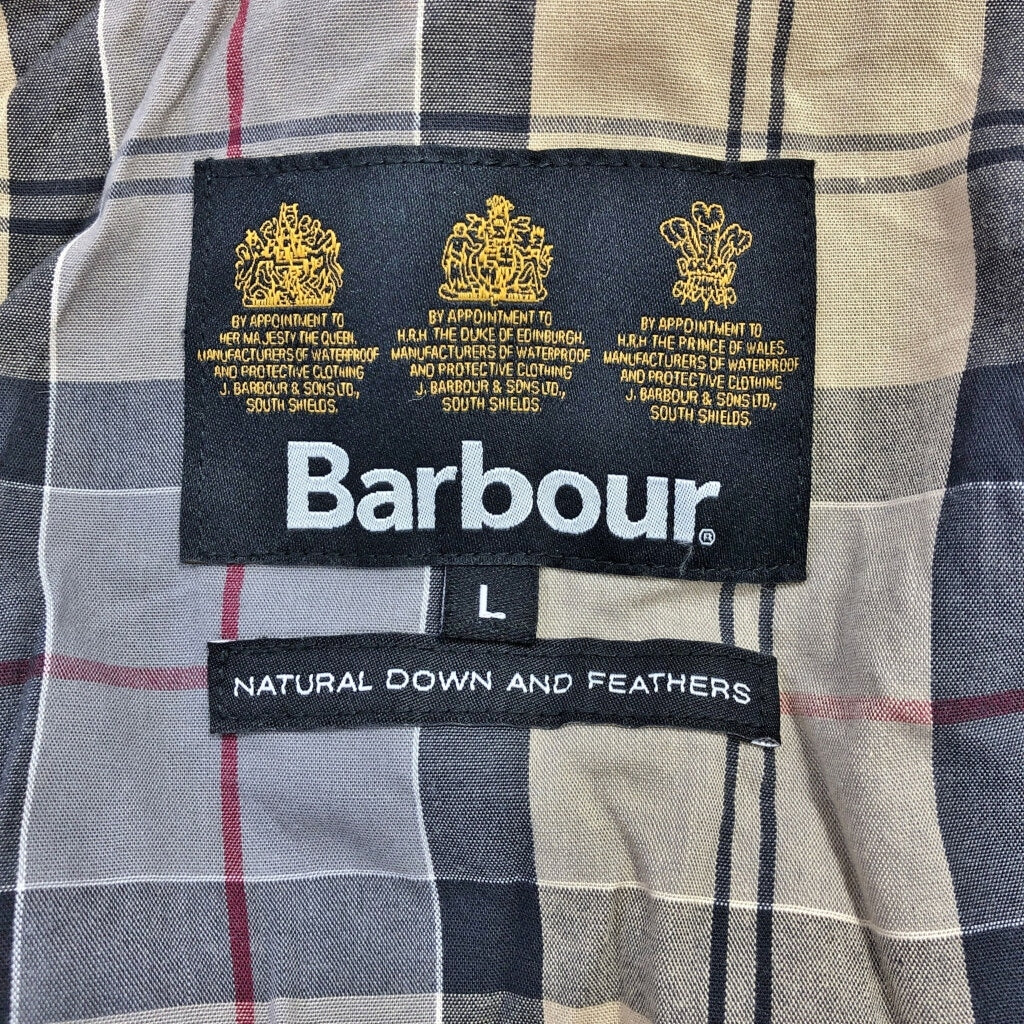 BY APPOINTMENT TO
HER MAJESTY THE QUEEN.
MANUFACTURERS OF WATERPROOF
AND PROTECTIVE CLOTHING
J. BARBOUR & SONS LTD.,
SOUTH SHIELDS.
BY APPOINTMENT TO
H.R.H THE DUKE OF EDINBURGH.
MANUFACTURERS OF WATERPROOF
AND PROTECTIVE CLOTHING
J. BARBOUR & SONS LTD.,
SOUTH SHIELDS.
BY APPOINTMENT TO
H.R.H THE PRINCE OF WALES.
MANUFACTURERS OF WATERPROOF
AND PROTECTIVE CLOTHING
J. BARBOUR & SONS LTD.,
SOUTH SHIELDS.
Barbour®
L
NATURAL DOWN AND FEATHERS